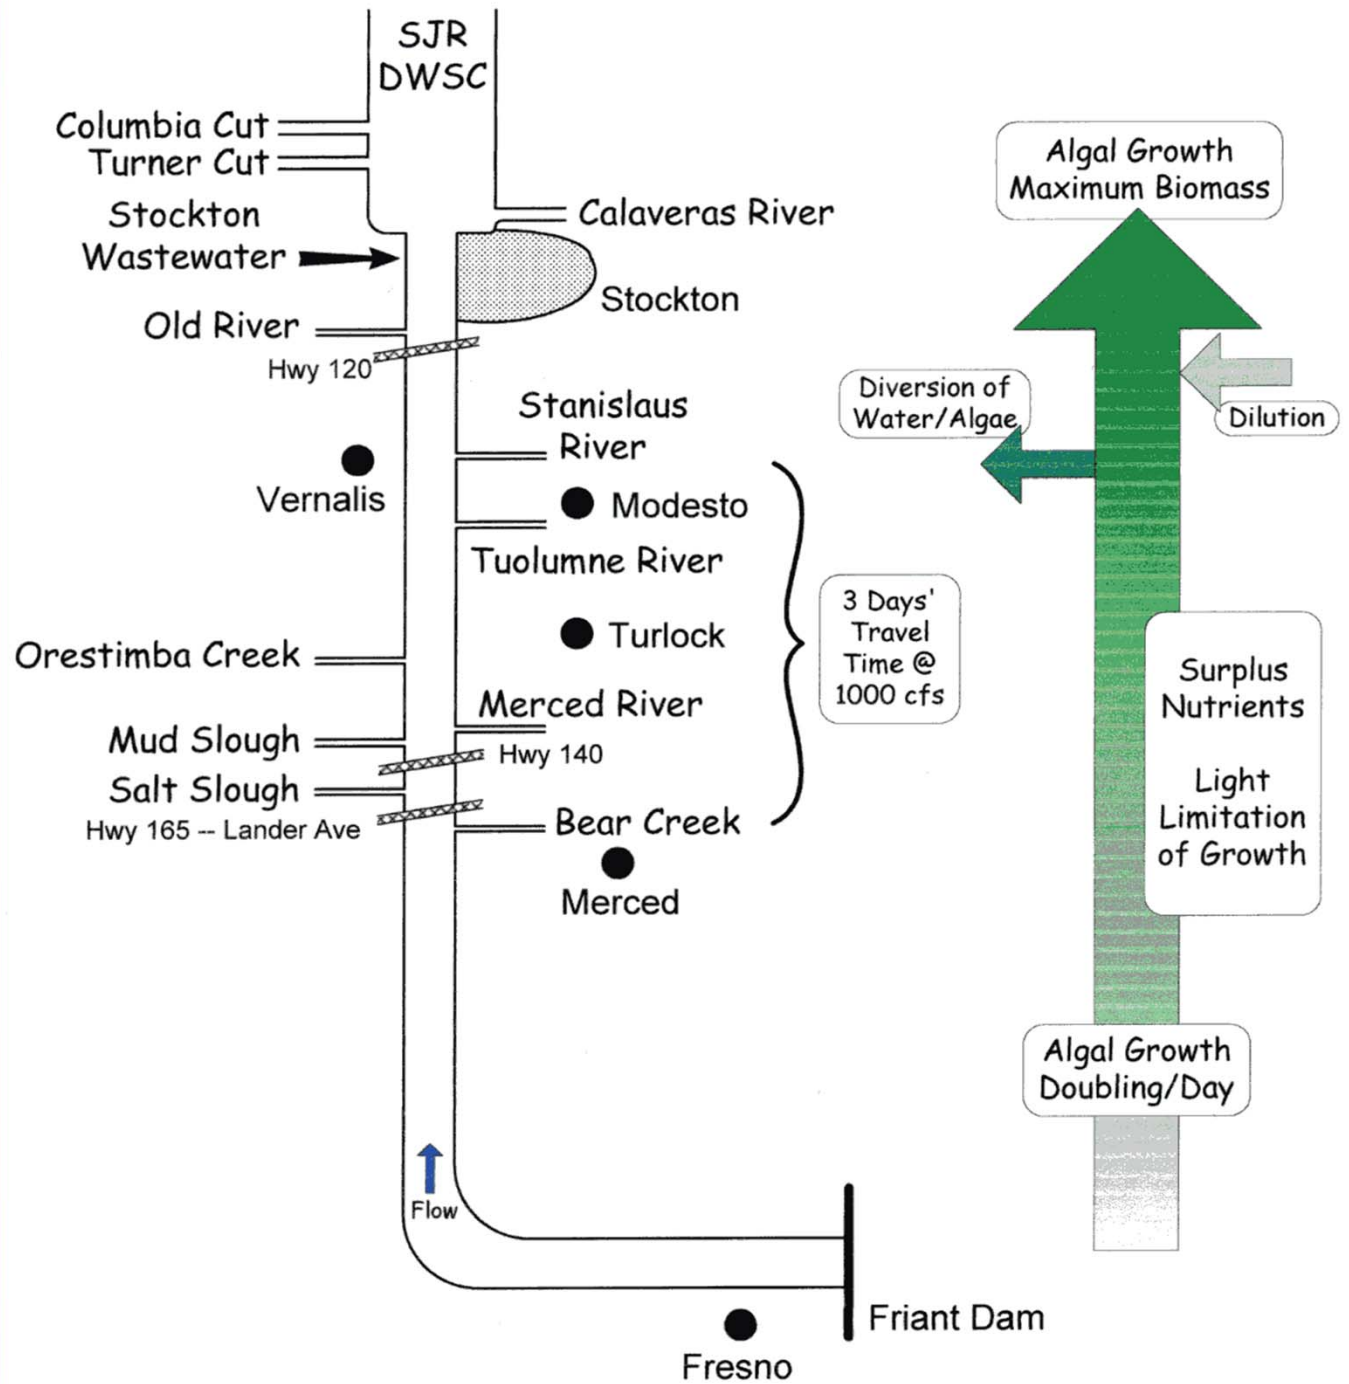 SJR
DWSC
Columbia Cut
Turner Cut
Stockton
Wastewater
Calaveras River
Stockton
Old River
Hwy 120
Stanislaus
River
Vernalis
Modesto
Tuolumne River
Turlock
Orestimba Creek
Merced River
Mud Slough
Hwy 140
Salt Slough
Hwy 165 -- Lander Ave
Bear Creek
Merced
Flow
Friant Dam
Fresno
3 Days'
Travel
Time @
1000 cfs
Algal Growth
Maximum Biomass
Diversion of
Water/Algae
Dilution
Surplus
Nutrients
Light
Limitation
of Growth
Algal Growth
Doubling/Day